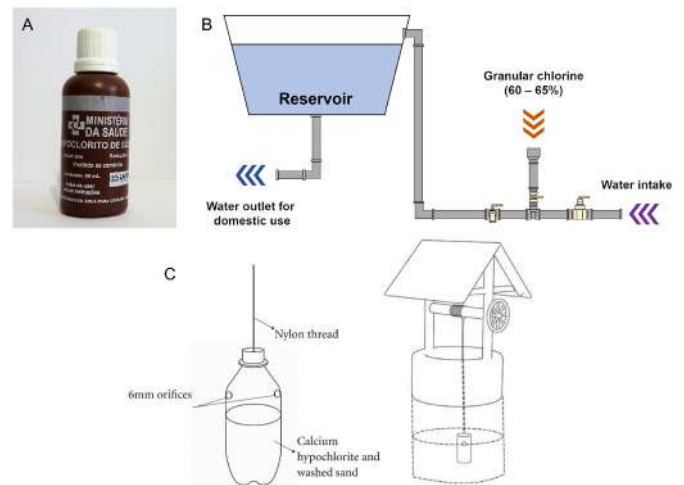 A
MINISTÉRIO
DA SAÚDE
B
Reservoir
Granular chlorine
(60 – 65%)
Water intake
Water outlet for
domestic use
C
Nylon thread
6mm orifices
Calcium
hypochlorite and
washed sand